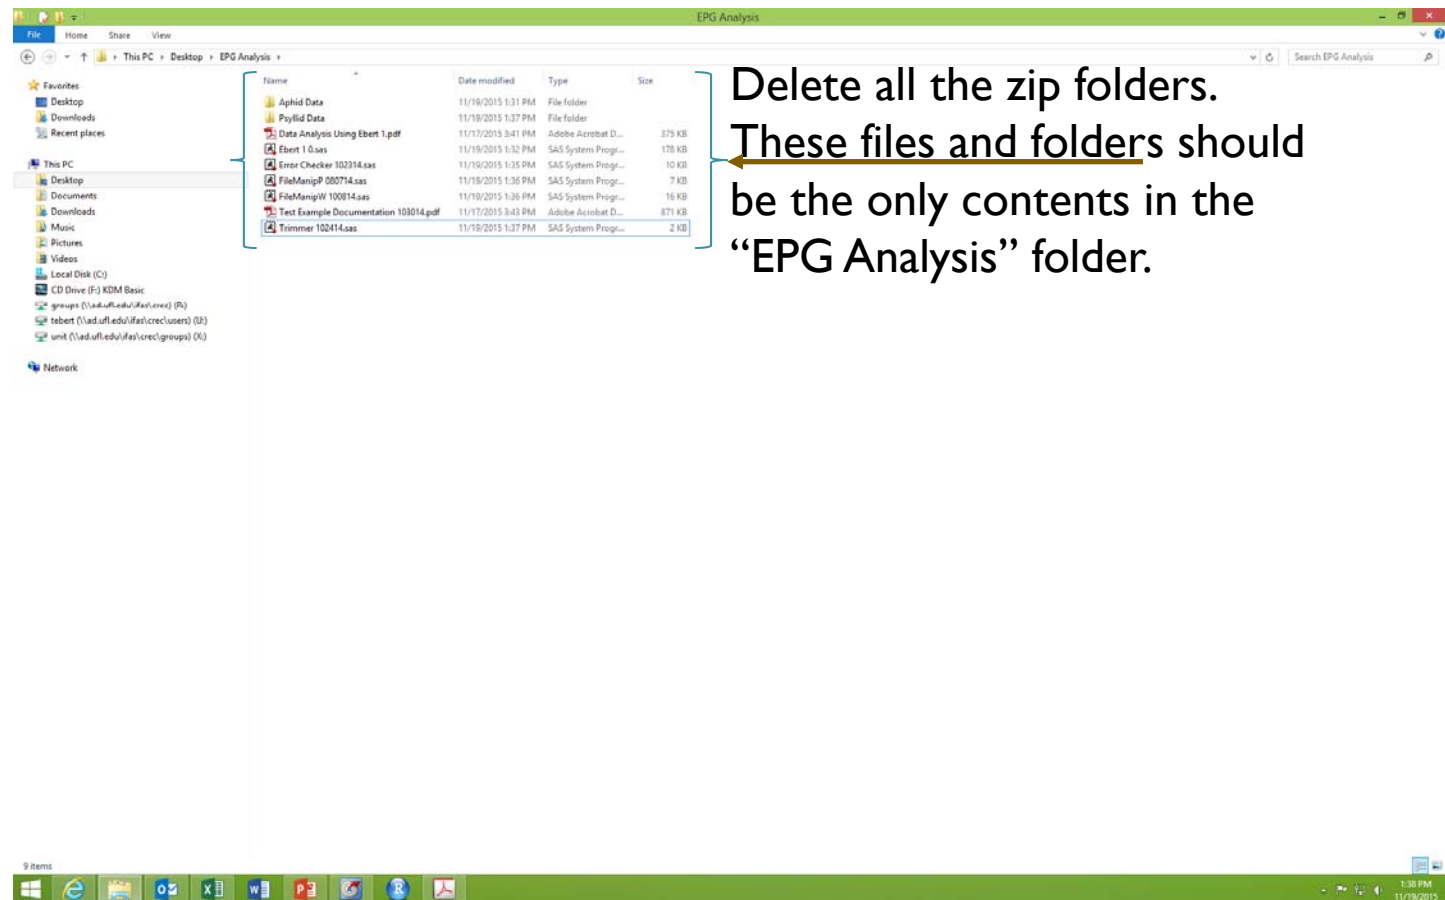 EPG Analysis
File Home Share View
This PC Desktop EPG Analysis
Search EPG Analysis
Favorites
Desktop
Downloads
Recent places
This PC
Desktop
Documents
Downloads
Music
Pictures
Videos
Local Disk (C:)
CD Drive (F:) KDM Basic
groups (\\ad.ufl.edu\ifas\crec) (R:)
tebert (\\ad.ufl.edu\ifas\crec\users) (U:)
unit (\\ad.ufl.edu\ifas\crec\groups) (X:)
Network
Name Date modified Type Size
Aphid Data 11/19/2015 1:31 PM File folder
Psyllid Data 11/19/2015 1:37 PM File folder
Data Analysis Using Ebert 1.pdf 11/17/2015 3:41 PM Adobe Acrobat D... 375 KB
Ebert 1 0.sas 11/19/2015 1:32 PM SAS System Progr... 178 KB
Error Checker 102314.sas 11/19/2015 1:35 PM SAS System Progr... 10 KB
FileManipP 080714.sas 11/19/2015 1:36 PM SAS System Progr... 7 KB
FileManipW 100814.sas 11/19/2015 1:36 PM SAS System Progr... 16 KB
Test Example Documentation 103014.pdf 11/17/2015 3:43 PM Adobe Acrobat D... 871 KB
Trimmer 102414.sas 11/19/2015 1:37 PM SAS System Progr... 2 KB
Delete all the zip folders.
These files and folders should
be the only contents in the
“EPG Analysis” folder.
9 items
1:38 PM
11/19/2015